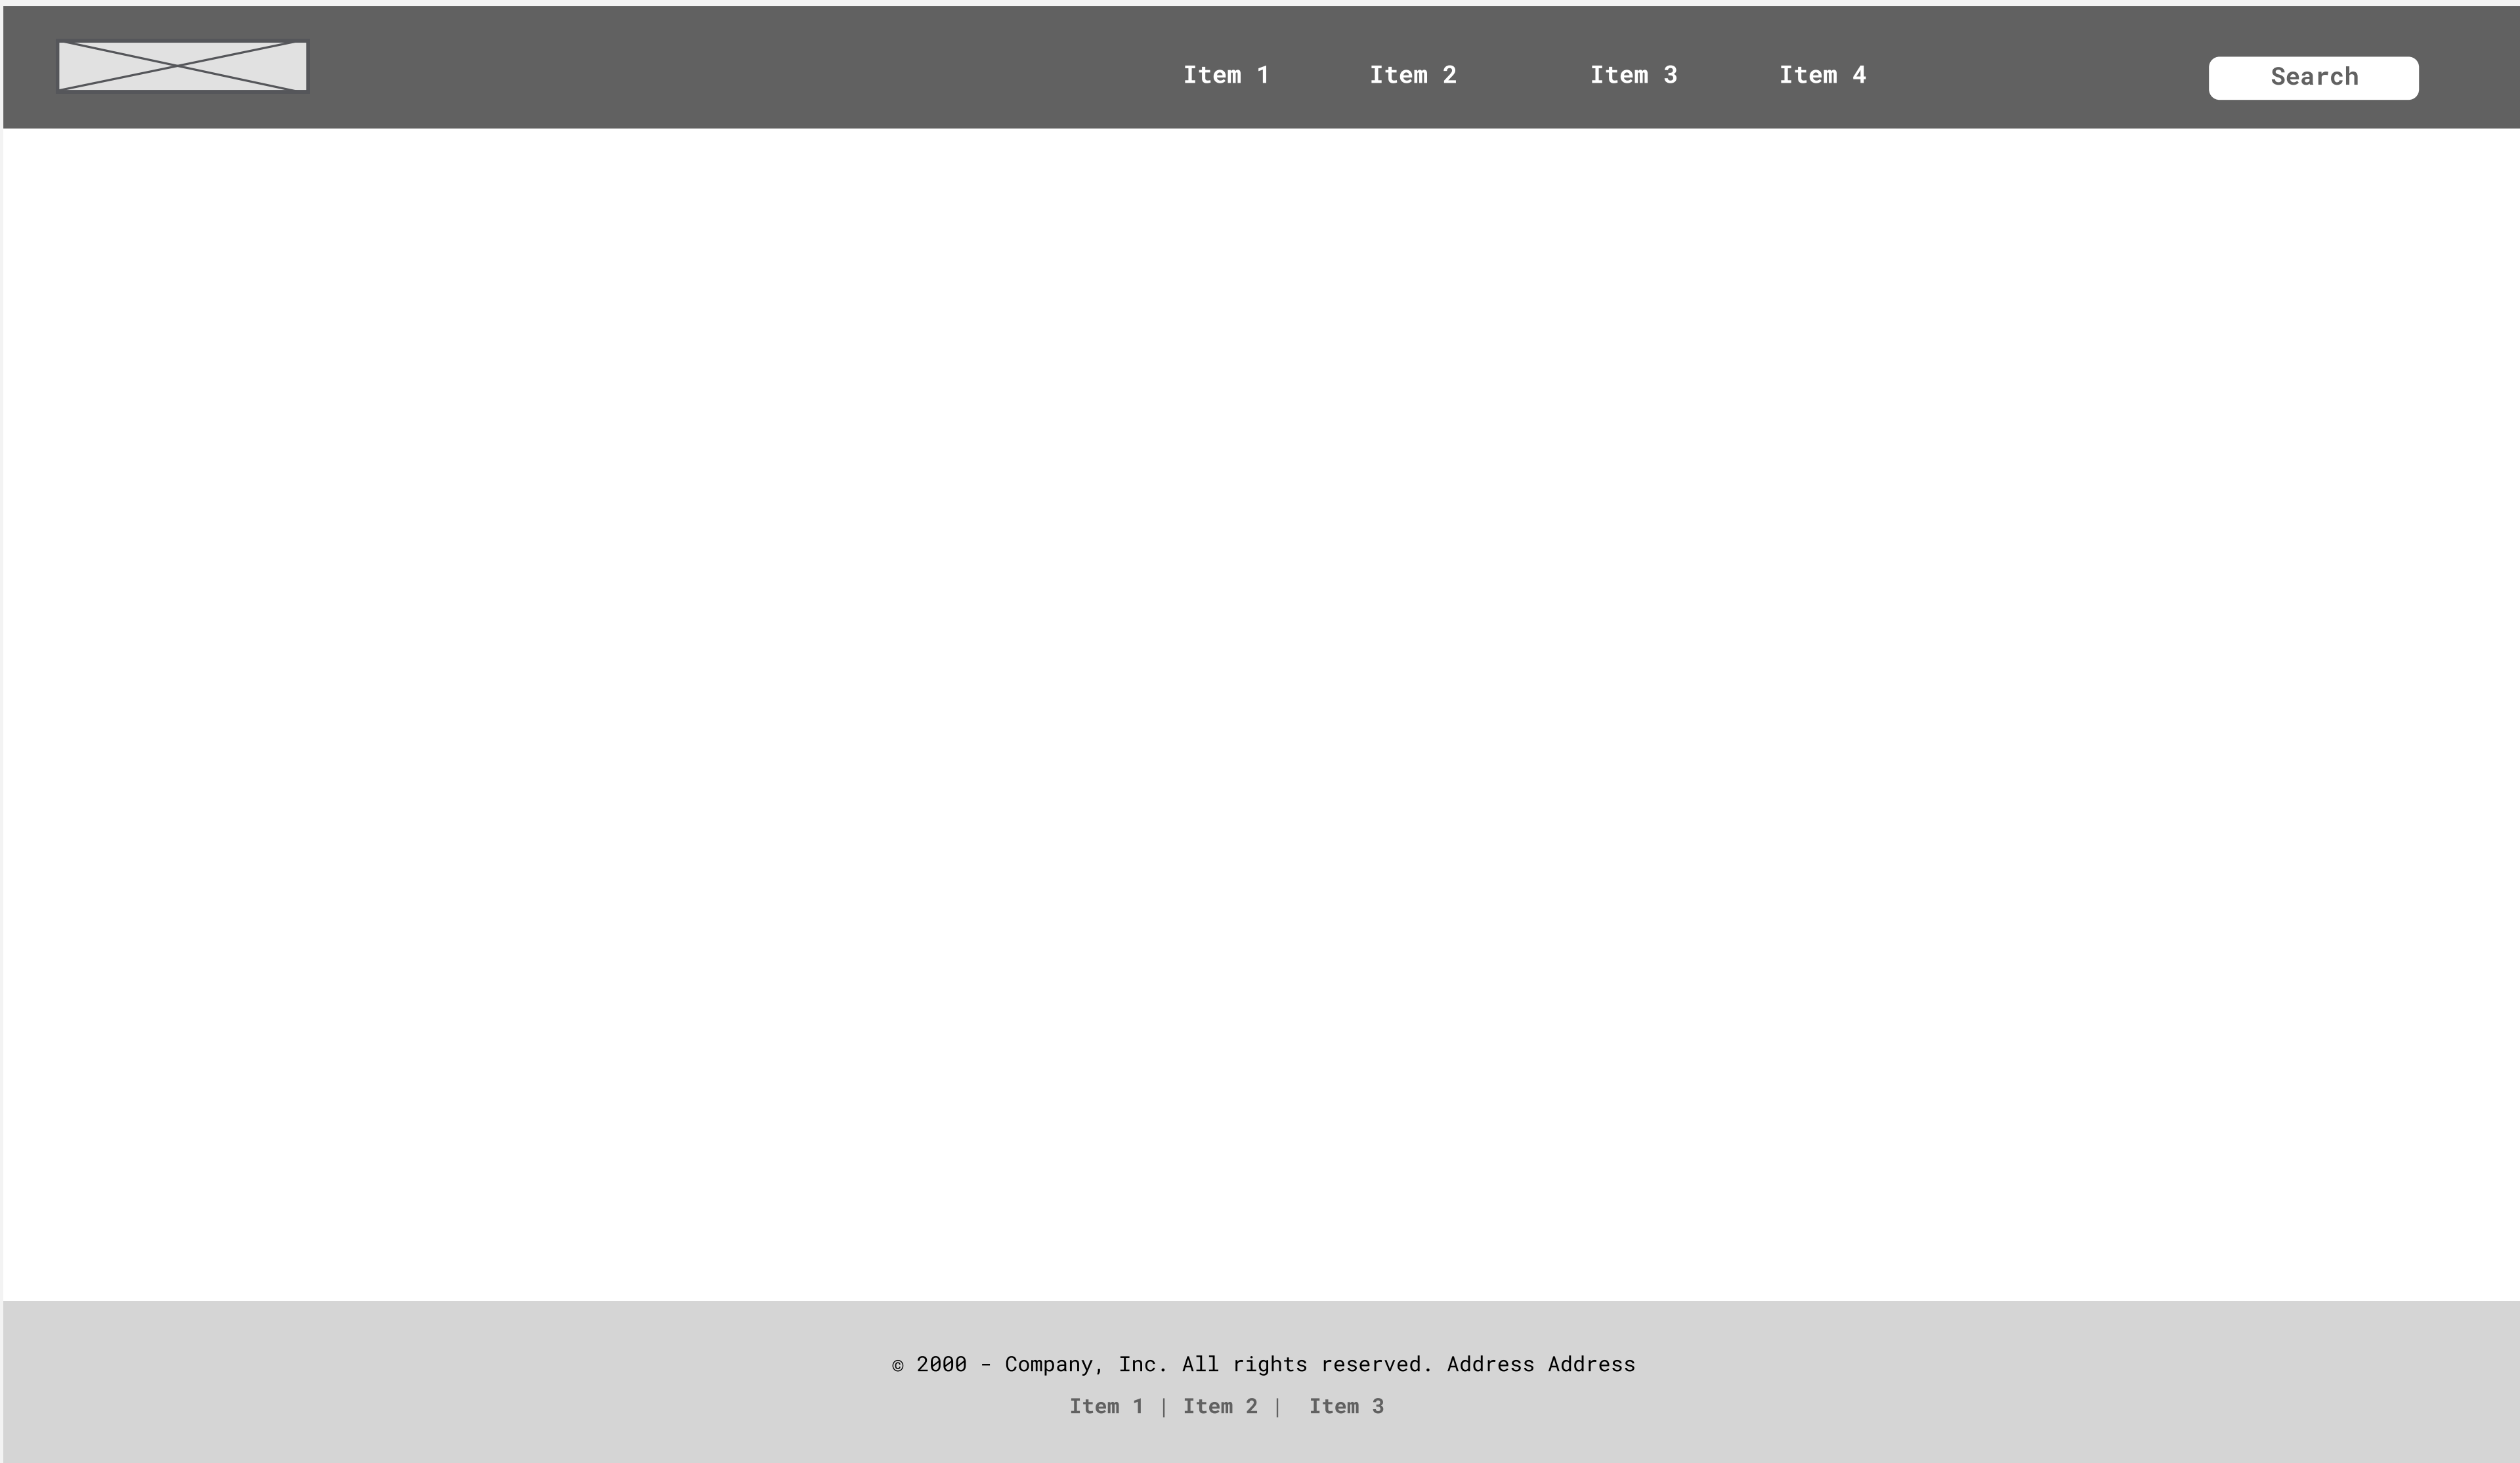 Item 1 Item 2 Item 3 Item 4 Search
© 2000 - Company, Inc. All rights reserved. Address Address
Item 1 | Item 2 | Item 3